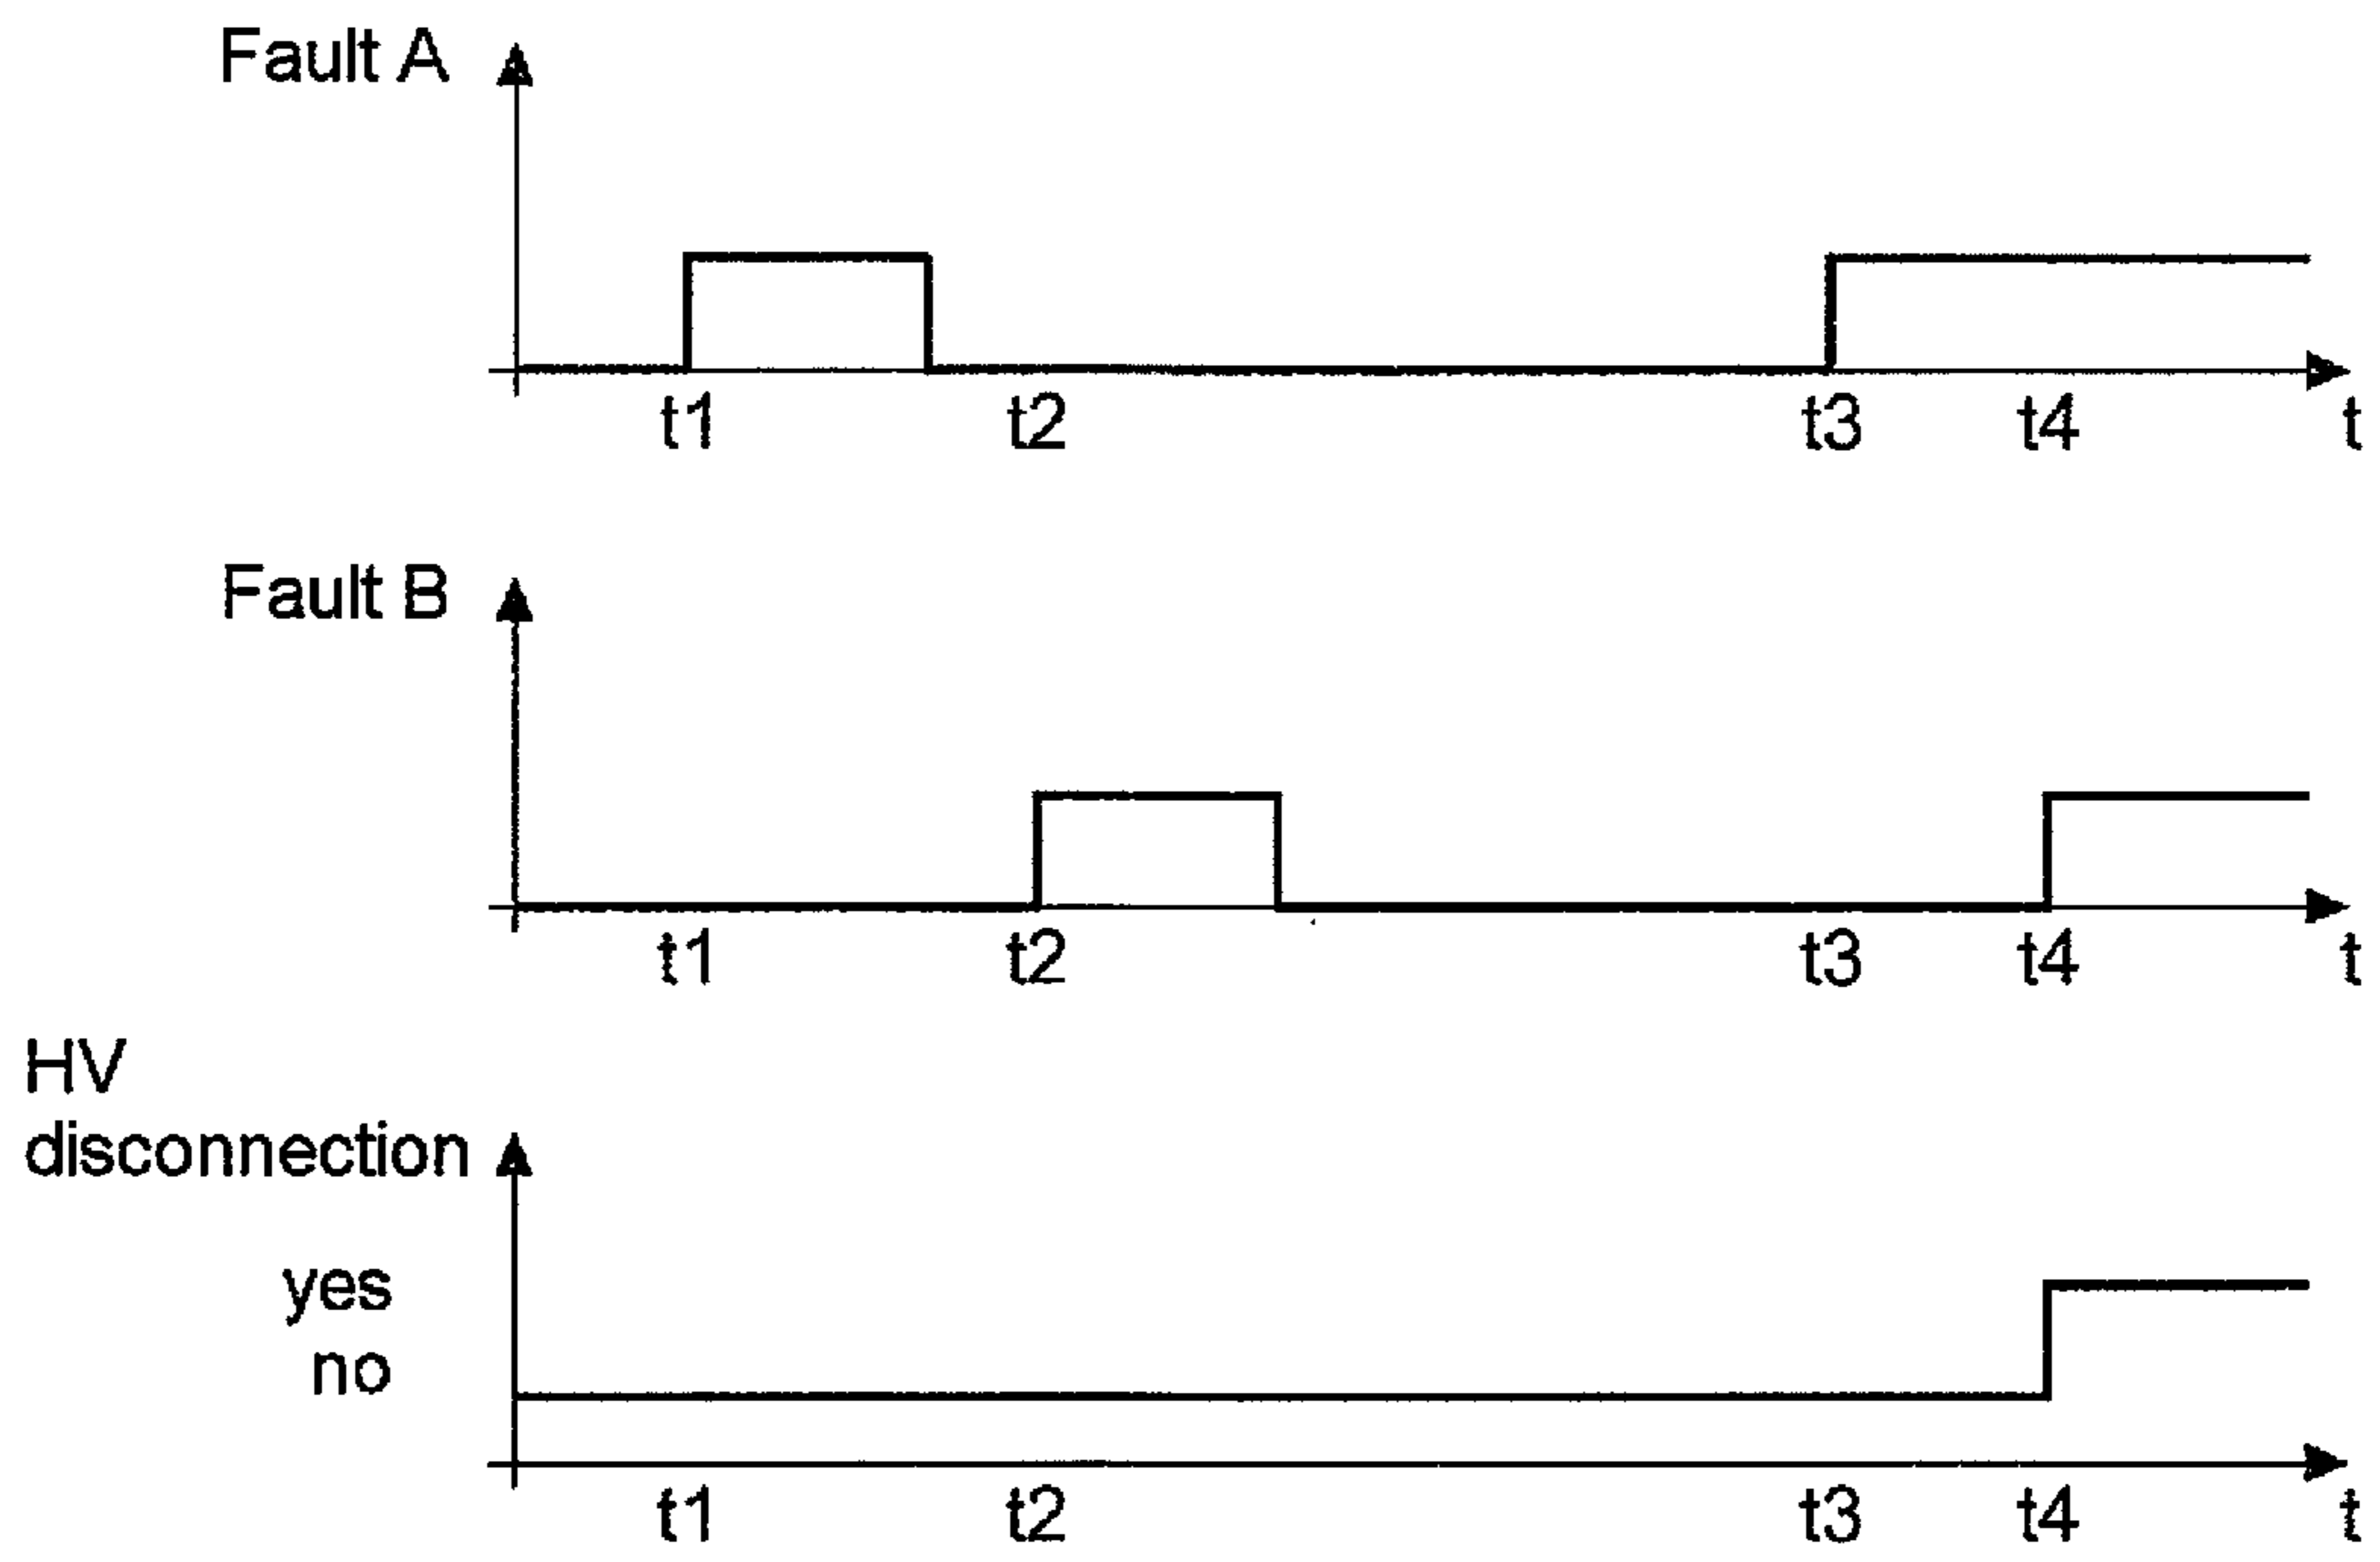 Fault A
t1 t2 t3 t4 t
Fault B
t1 t2 t3 t4 t
HV
disconnection
yes
no
t1 t2 t3 t4 t